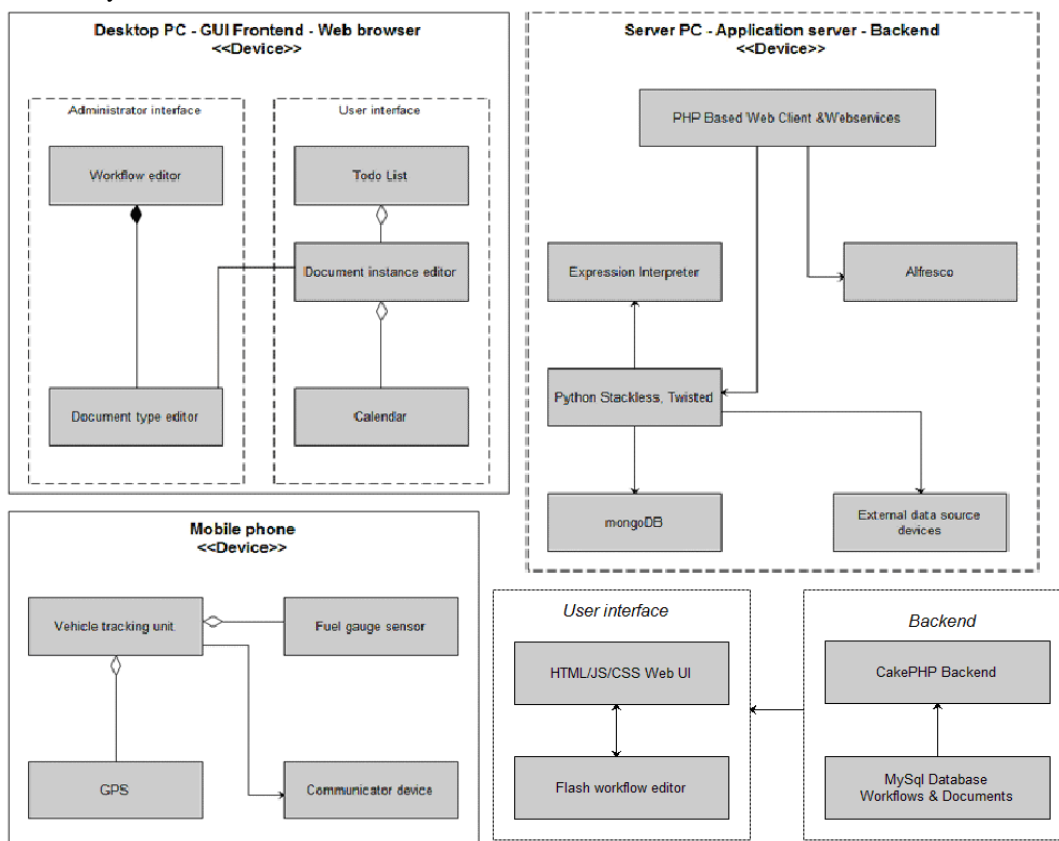 Desktop PC - GUI Frontend - Web browser
<<Device>>
Administrator interface
User interface
Workflow editor
Todo List
Document instance editor
Document type editor
Calendar
Server PC - Application server - Backend
<<Device>>
PHP Based Web Client &Webservices
Expression Interpreter
Alfresco
Python Stackless, Twisted
mongoDB
External data source
devices
Mobile phone
<<Device>>
Vehicle tracking unit
Fuel gauge sensor
GPS
Communicator device
User interface
HTML/JS/CSS Web UI
Flash workflow editor
Backend
CakePHP Backend
MySql Database
Workflows & Documents